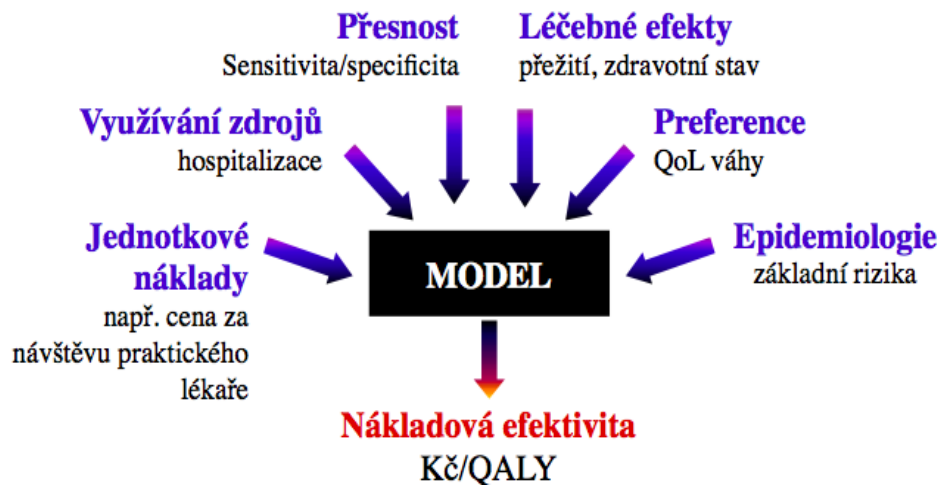 Přesnost
Sensitivita/specificita
Léčebné efekty
přežití, zdravotní stav
Využívání zdrojů
hospitalizace
Preference
QoL váhy
Jednotkové
náklady
např. cena za
návštěvu praktického
lékaře
MODEL
Epidemiologie
základní rizika
Nákladová efektivita
Kč/QALY